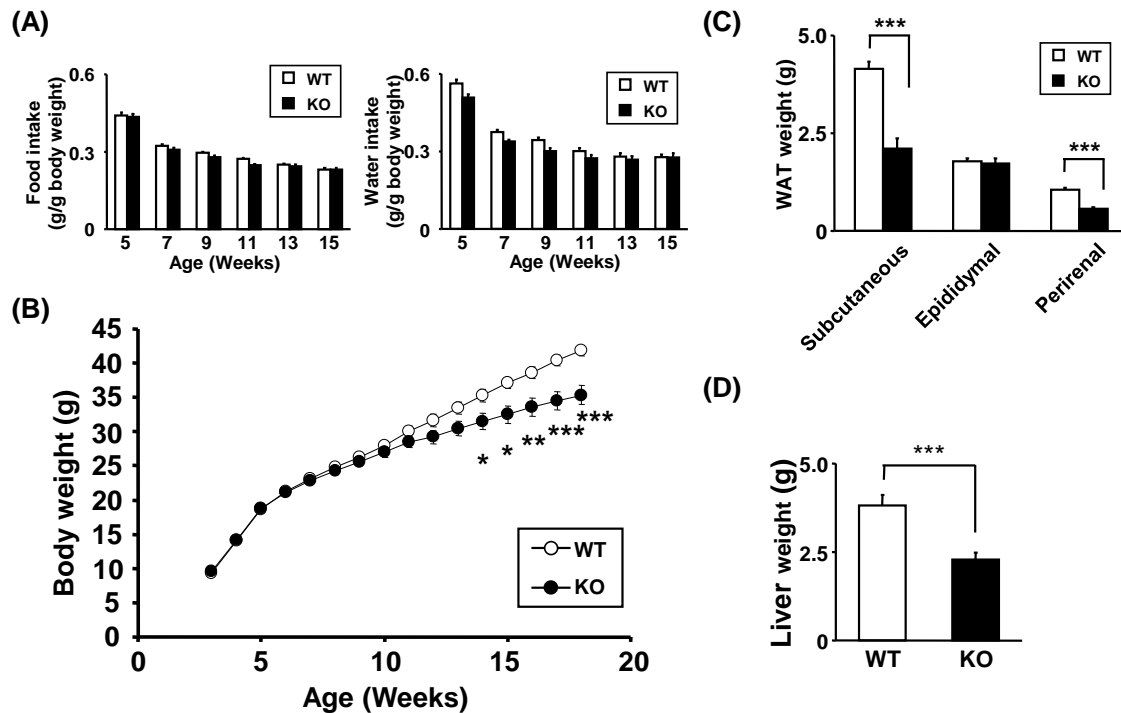 (A)
0.6
0.3
0
Food intake
(g/g body weight)
WT
KO
5 7 9 11 13 15
Age (Weeks)
0.6
0.3
0
Water intake
(g/g body weight)
WT
KO
5 7 9 11 13 15
Age (Weeks)
(B)
45
40
35
30
25
20
15
10
5
0
Body weight (g)
* * ** *** ***
WT
KO
0 5 10 15 20
Age (Weeks)
(C)
5.0
2.5
0
WAT weight (g)
***
***
WT
KO
Subcutaneous
Epididymal
Perirenal
(D)
5.0
2.5
0
Liver weight (g)
***
WT KO